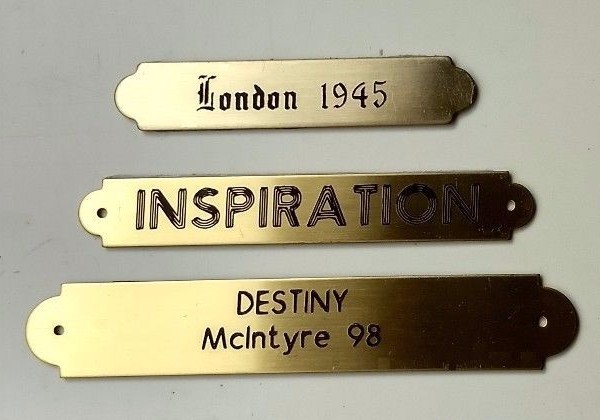 London 1945
INSPIRATION
DESTINY
McIntyre 98